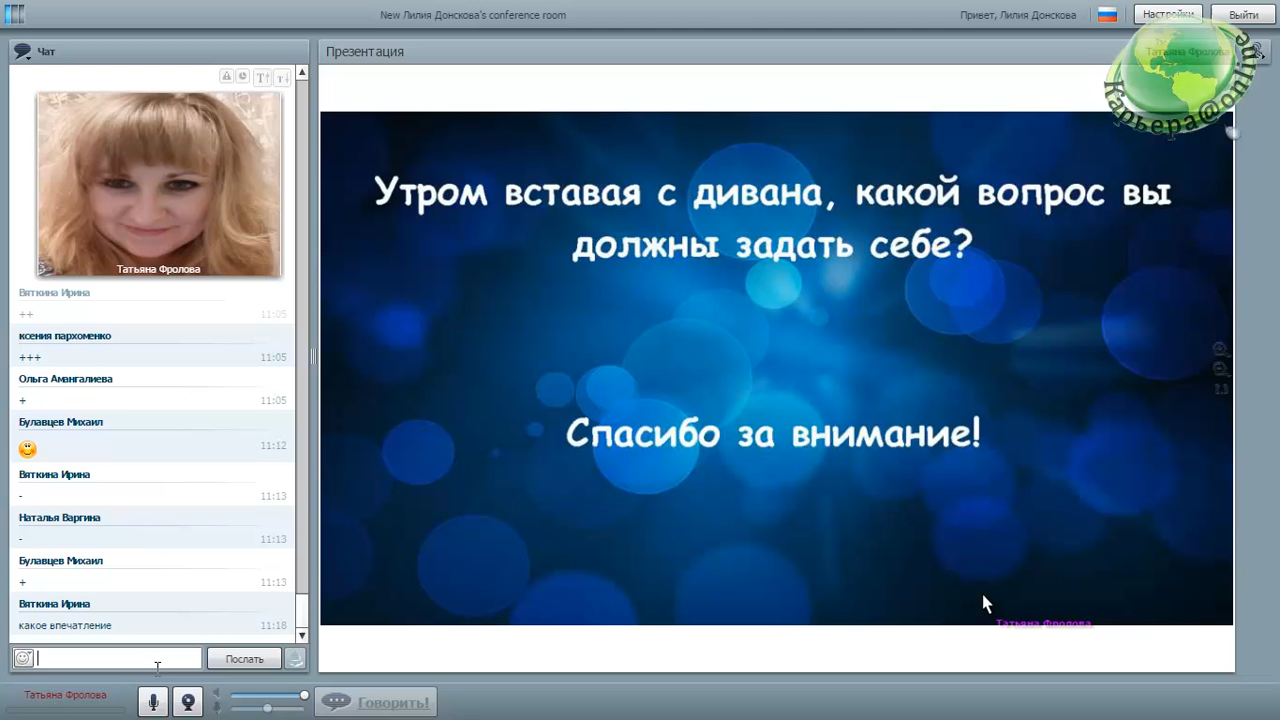 New Лилия Донскова's conference room
Привет, Лилия Донскова
Настройки
Выйти
Чат
Презентация
Татьяна Фролова
Карьера@online
Татьяна Фролова
Вяткина Ирина
++ 11:05
ксения пархоменко
+++ 11:05
Ольга Амангалиева
+ 11:05
Булавцев Михаил
11:12
Вяткина Ирина
- 11:13
Наталья Варгина
- 11:13
Булавцев Михаил
+ 11:13
Вяткина Ирина
какое впечатление 11:18
Послать
Утром вставая с дивана, какой вопрос вы
должны задать себе?
Спасибо за внимание!
Татьяна Фролова
Татьяна Фролова
Говорить!